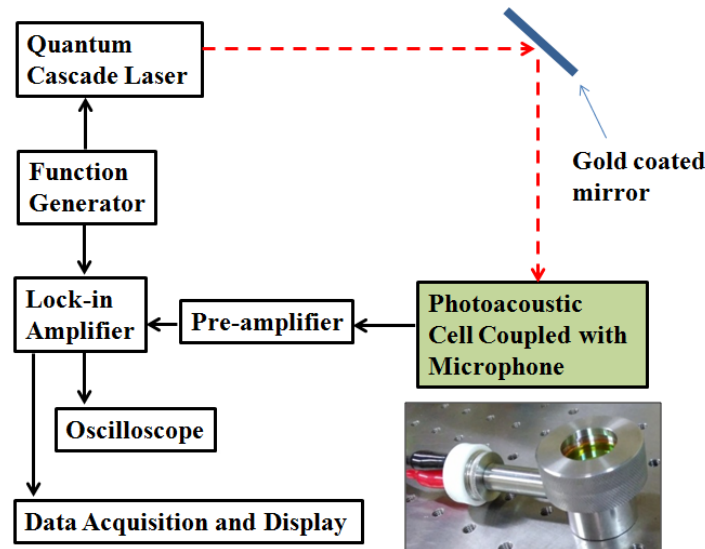 Quantum
Cascade Laser
Function
Generator
Gold coated
mirror
Lock-in
Amplifier
Pre-amplifier
Photoacoustic
Cell Coupled with
Microphone
Oscilloscope
Data Acquisition and Display